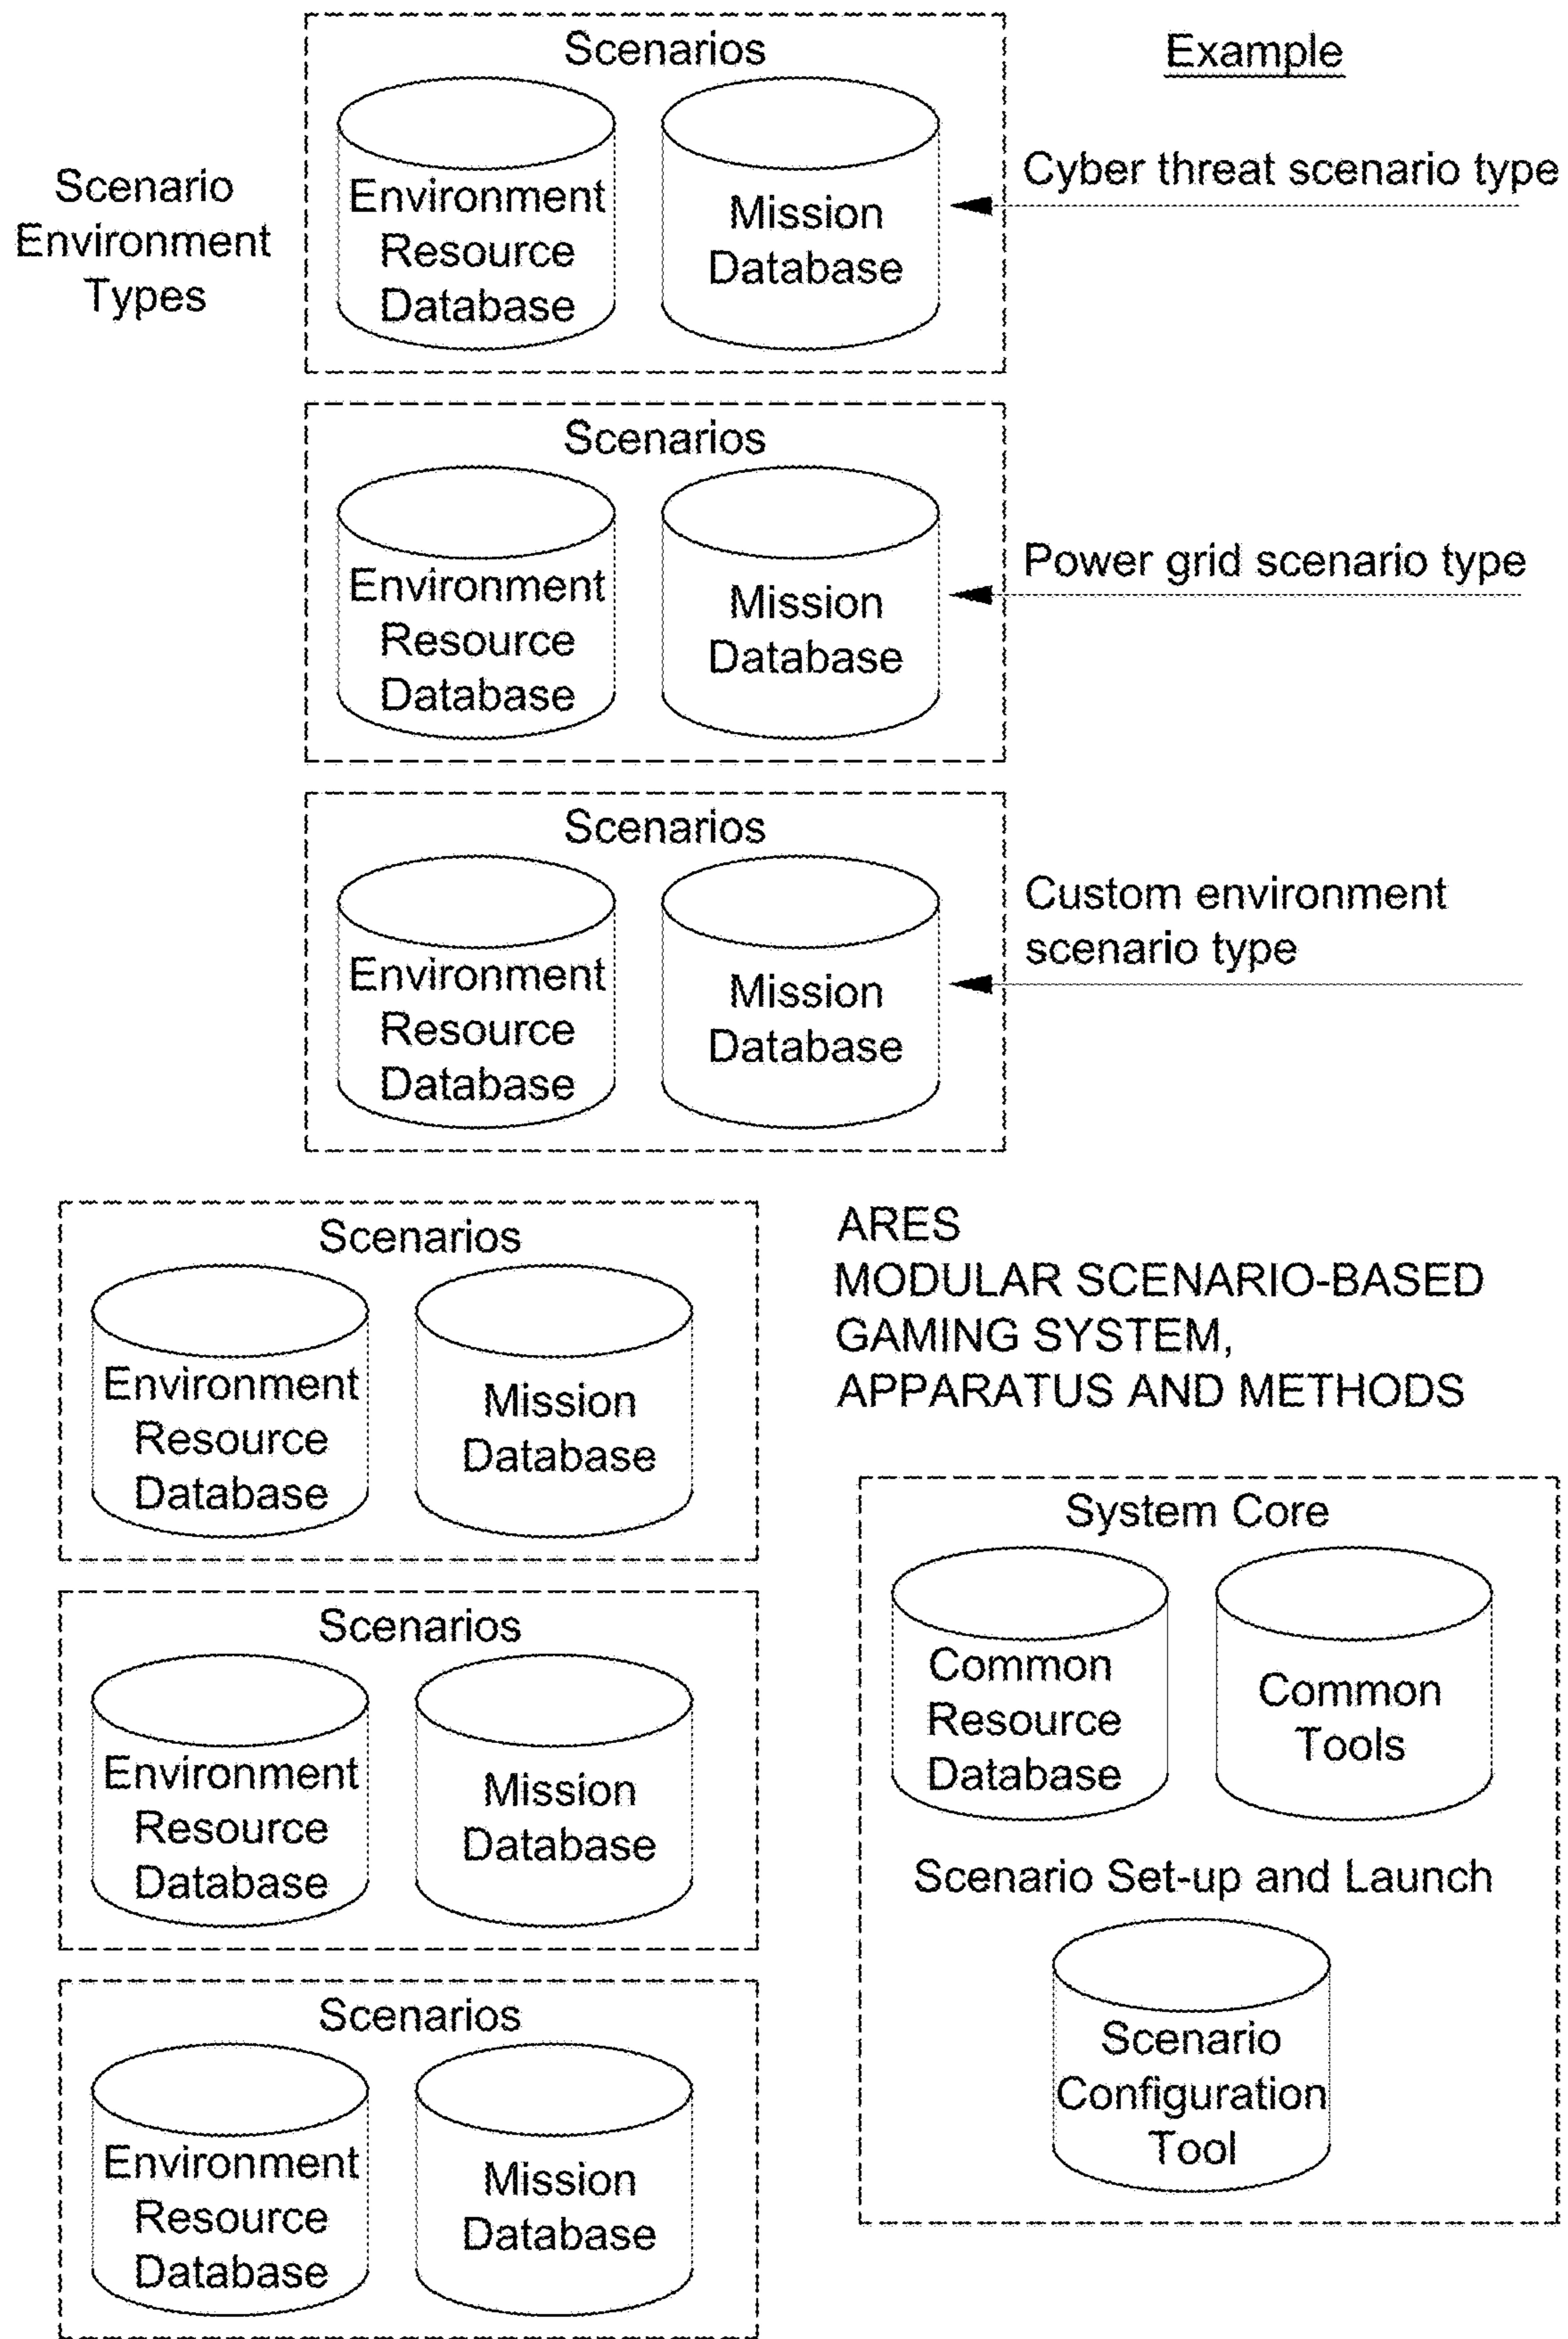 Scenarios
Example
Scenario
Environment
Types
Environment
Resource
Database
Mission
Database
Cyber threat scenario type
Scenarios
Environment
Resource
Database
Mission
Database
Power grid scenario type
Scenarios
Environment
Resource
Database
Mission
Database
Custom environment
scenario type
Scenarios
Environment
Resource
Database
Mission
Database
ARES
MODULAR SCENARIO-BASED
GAMING SYSTEM,
APPARATUS AND METHODS
Scenarios
Environment
Resource
Database
Mission
Database
Scenarios
Environment
Resource
Database
Mission
Database
System Core
Common
Resource
Database
Common
Tools
Scenario Set-up and Launch
Scenario
Configuration
Tool